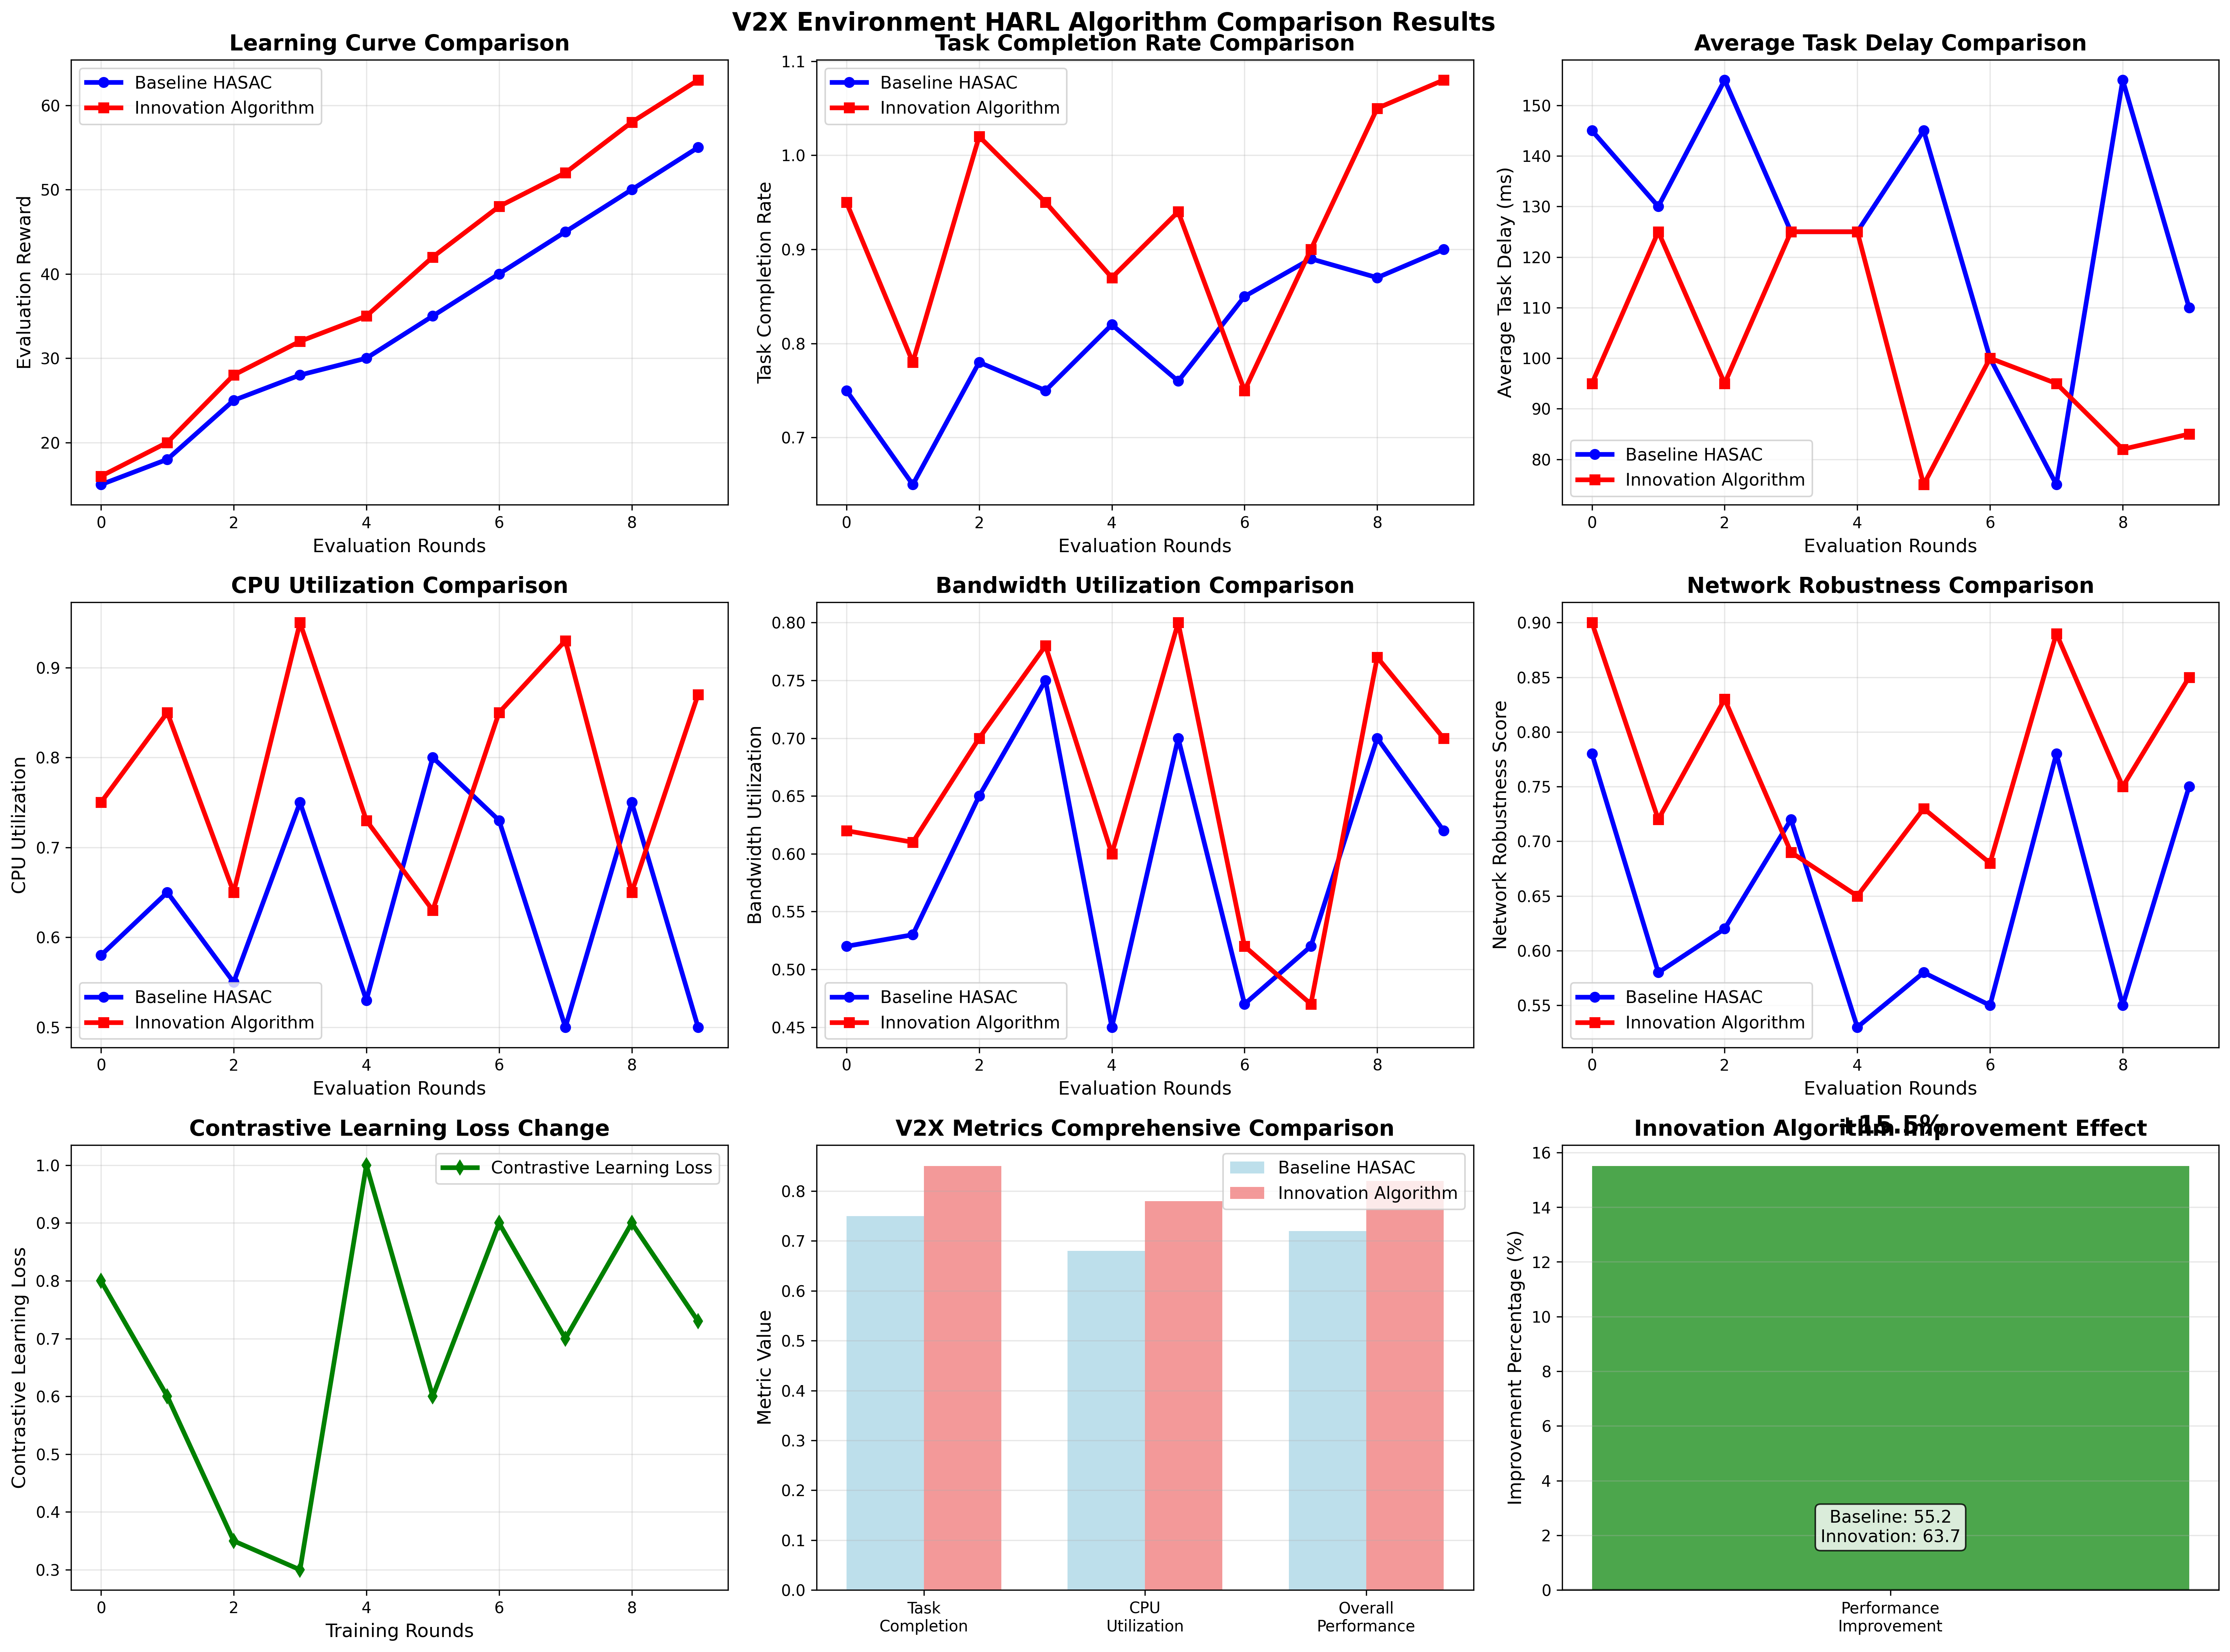 V2X Environment HARL Algorithm Comparison Results
Learning Curve Comparison
Evaluation Reward
60
50
40
30
20
Baseline HASAC
Innovation Algorithm
0 2 4 6 8
Evaluation Rounds
Task Completion Rate Comparison
Task Completion Rate
1.1
1.0
0.9
0.8
0.7
Baseline HASAC
Innovation Algorithm
0 2 4 6 8
Evaluation Rounds
Average Task Delay Comparison
Average Task Delay (ms)
150
140
130
120
110
100
90
80
Baseline HASAC
Innovation Algorithm
0 2 4 6 8
Evaluation Rounds
CPU Utilization Comparison
CPU Utilization
0.9
0.8
0.7
0.6
0.5
Baseline HASAC
Innovation Algorithm
0 2 4 6 8
Evaluation Rounds
Bandwidth Utilization Comparison
Bandwidth Utilization
0.80
0.75
0.70
0.65
0.60
0.55
0.50
0.45
Baseline HASAC
Innovation Algorithm
0 2 4 6 8
Evaluation Rounds
Network Robustness Comparison
Network Robustness Score
0.90
0.85
0.80
0.75
0.70
0.65
0.60
0.55
Baseline HASAC
Innovation Algorithm
0 2 4 6 8
Evaluation Rounds
Contrastive Learning Loss Change
Contrastive Learning Loss
1.0
0.9
0.8
0.7
0.6
0.5
0.4
0.3
Contrastive Learning Loss
0 2 4 6 8
Training Rounds
V2X Metrics Comprehensive Comparison
Metric Value
0.8
0.7
0.6
0.5
0.4
0.3
0.2
0.1
0.0
Baseline HASAC
Innovation Algorithm
Task
Completion
CPU
Utilization
Overall
Performance
+15.5%
Innovation Algorithm Improvement Effect
Improvement Percentage (%)
16
14
12
10
8
6
4
2
0
Baseline: 55.2
Innovation: 63.7
Performance
Improvement